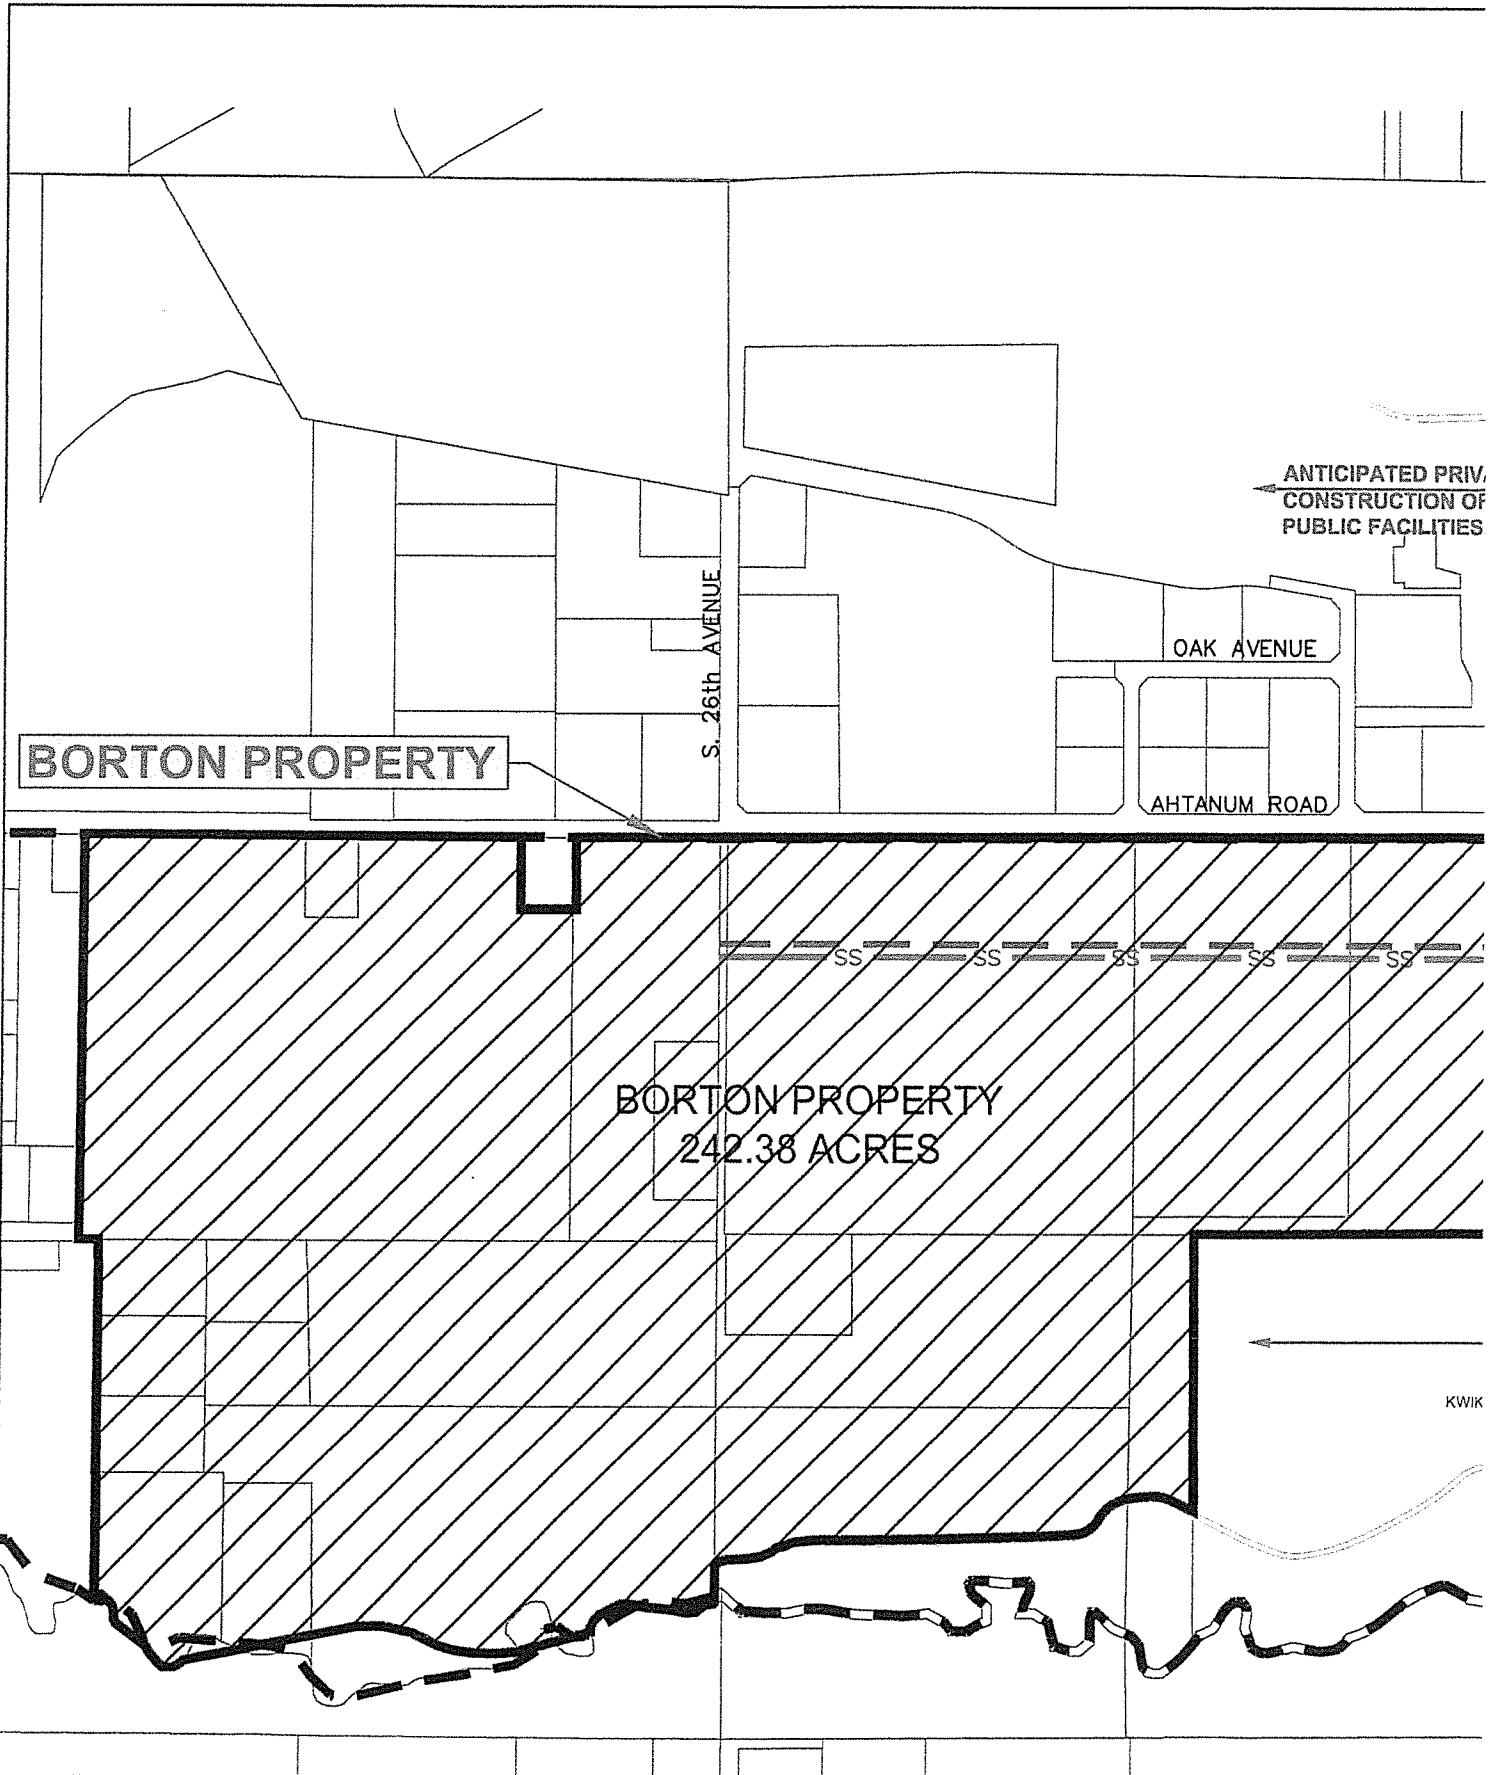 ANTICIPATED PRIVA
CONSTRUCTION OF
PUBLIC FACILITIES
S. 26th AVENUE
OAK AVENUE
BORTON PROPERTY
AHTANUM ROAD
SS SS SS SS SS
BORTON PROPERTY
242.38 ACRES
KWIK